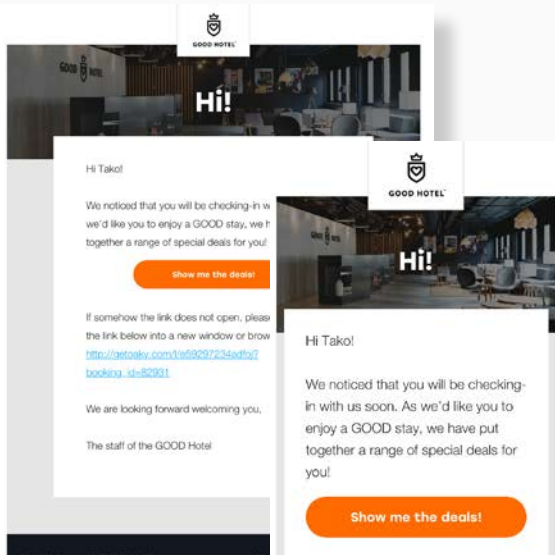 GOOD HOTEL
GOOD HOTEL
Hi!
Hi Tako!
We noticed that you will be checking-in w
we'd like you to enjoy a GOOD stay, we h
together a range of special deals for you!
Show me the deals!
If somehow the link does not open, please
the link below into a new window or brow
booking_id=82931
We are looking forward welcoming you,
The staff of the GOOD Hotel
GOOD HOTEL
Hi!
Hi Tako!
We noticed that you will be checking-
in with us soon. As we'd like you to
enjoy a GOOD stay, we have put
together a range of special deals for
you!
Show me the deals!